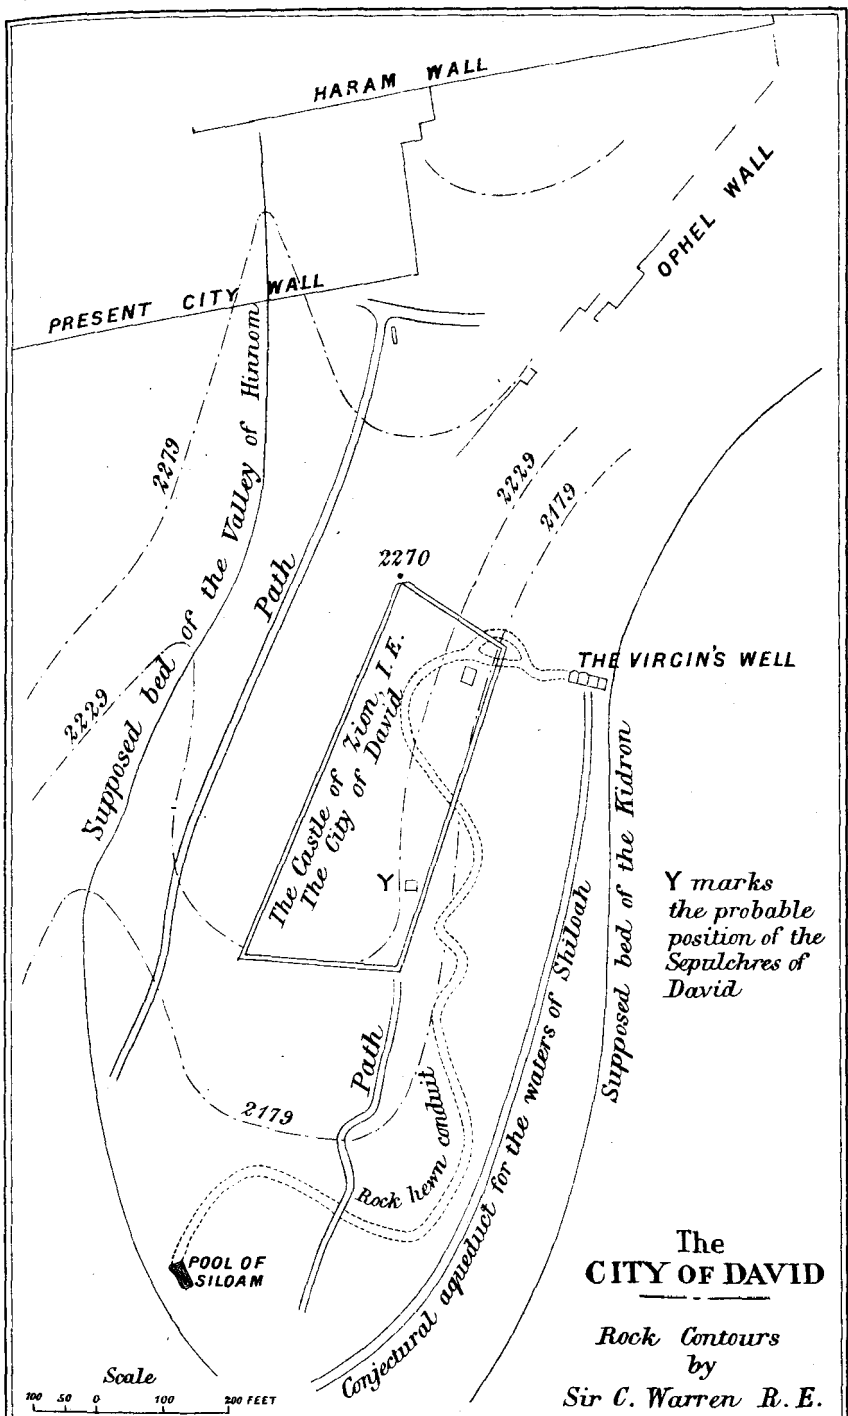 HARAM WALL
OPHEL WALL
PRESENT CITY WALL
2279
Supposed bed of the Valley of Hinnom
Path
2229
2179
2270
THE VIRGIN'S WELL
2229
The Castle of Zion, I.E.
The City of David
Supposed bed of the Kidron
Y
Y marks
the probable
position of the
Sepulchres of
David
Conjectural aqueduct for the waters of Shiloah
Path
2179
Rock hewn conduit
POOL OF
SILOAM
The
CITY OF DAVID
Rock Contours
by
Sir C. Warren R.E.
Scale
100 50 0 100 200 FEET